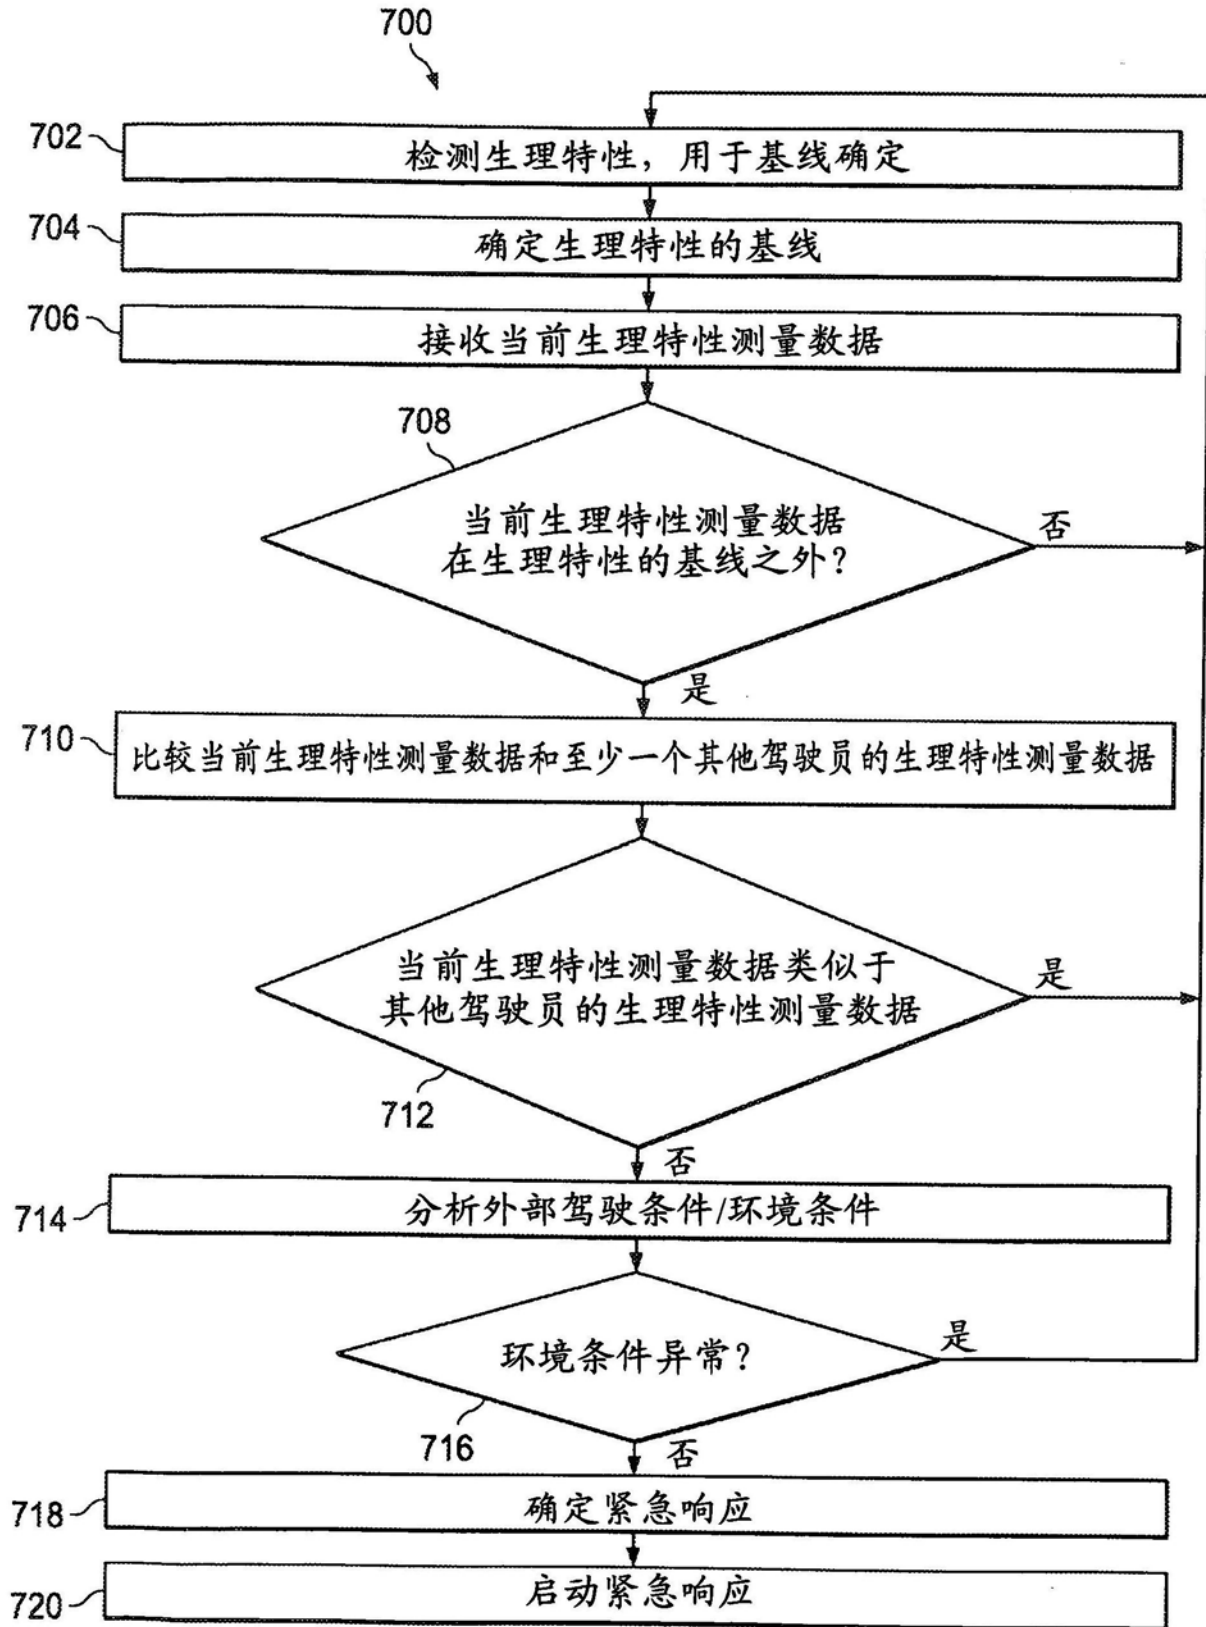 700
702
检测生理特性，用于基线确定
704
确定生理特性的基线
706
接收当前生理特性测量数据
708
当前生理特性测量数据
在生理特性的基线之外？
否
是
710
比较当前生理特性测量数据和至少一个其他驾驶员的生理特性测量数据
当前生理特性测量数据类似于
其他驾驶员的生理特性测量数据
是
712
否
714
分析外部驾驶条件/环境条件
环境条件异常？
是
716
否
718
确定紧急响应
720
启动紧急响应